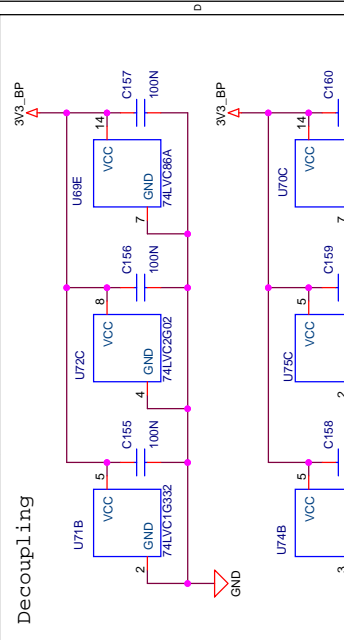 D
Decoupling
3V3_BP
U71B
5
VCC
GND
2
74LVC1G332
C155
100N
U72C
8
VCC
GND
4
74LVC2G02
C156
100N
U69E
14
VCC
GND
7
74LVC86A
C157
100N
GND
3V3_BP
U74B
5
VCC
3
C158
U75C
5
VCC
2
C159
U70C
14
VCC
7
C160